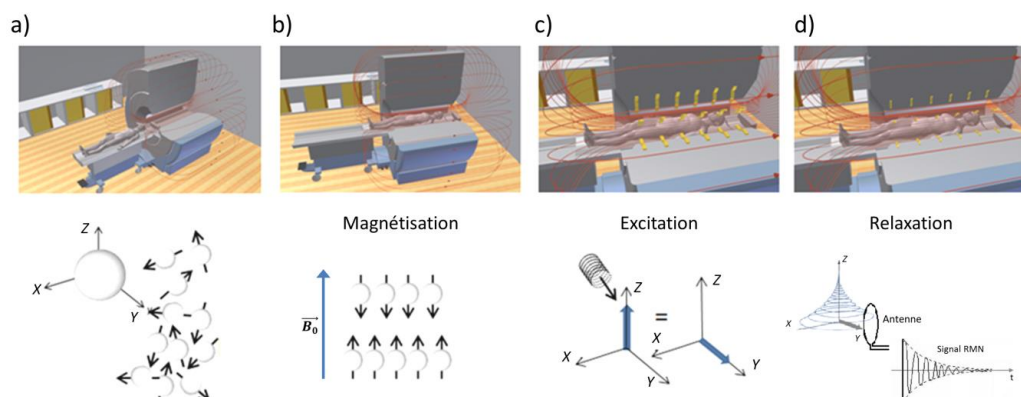 a) b) c) d)
Magnétisation Excitation Relaxation
Z
X
Y
B₀
Z
X
Y
=
Z
X
Y
Z
X
Y
Antenne
Signal RMN
t